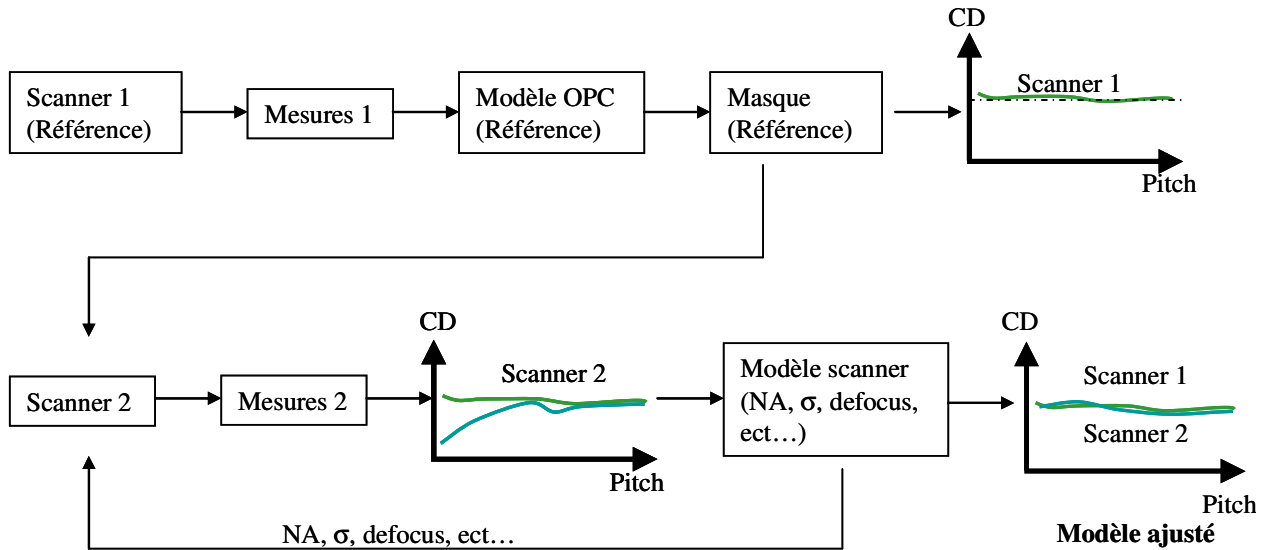 CD
Scanner 1
(Référence)
Mesures 1
Modèle OPC
(Référence)
Masque
(Référence)
Scanner 1
Pitch
Scanner 2
Mesures 2
CD
Scanner 2
Pitch
Modèle scanner
(NA, σ, defocus,
ect…)
CD
Scanner 1
Scanner 2
Pitch
NA, σ, defocus, ect…
Modèle ajusté